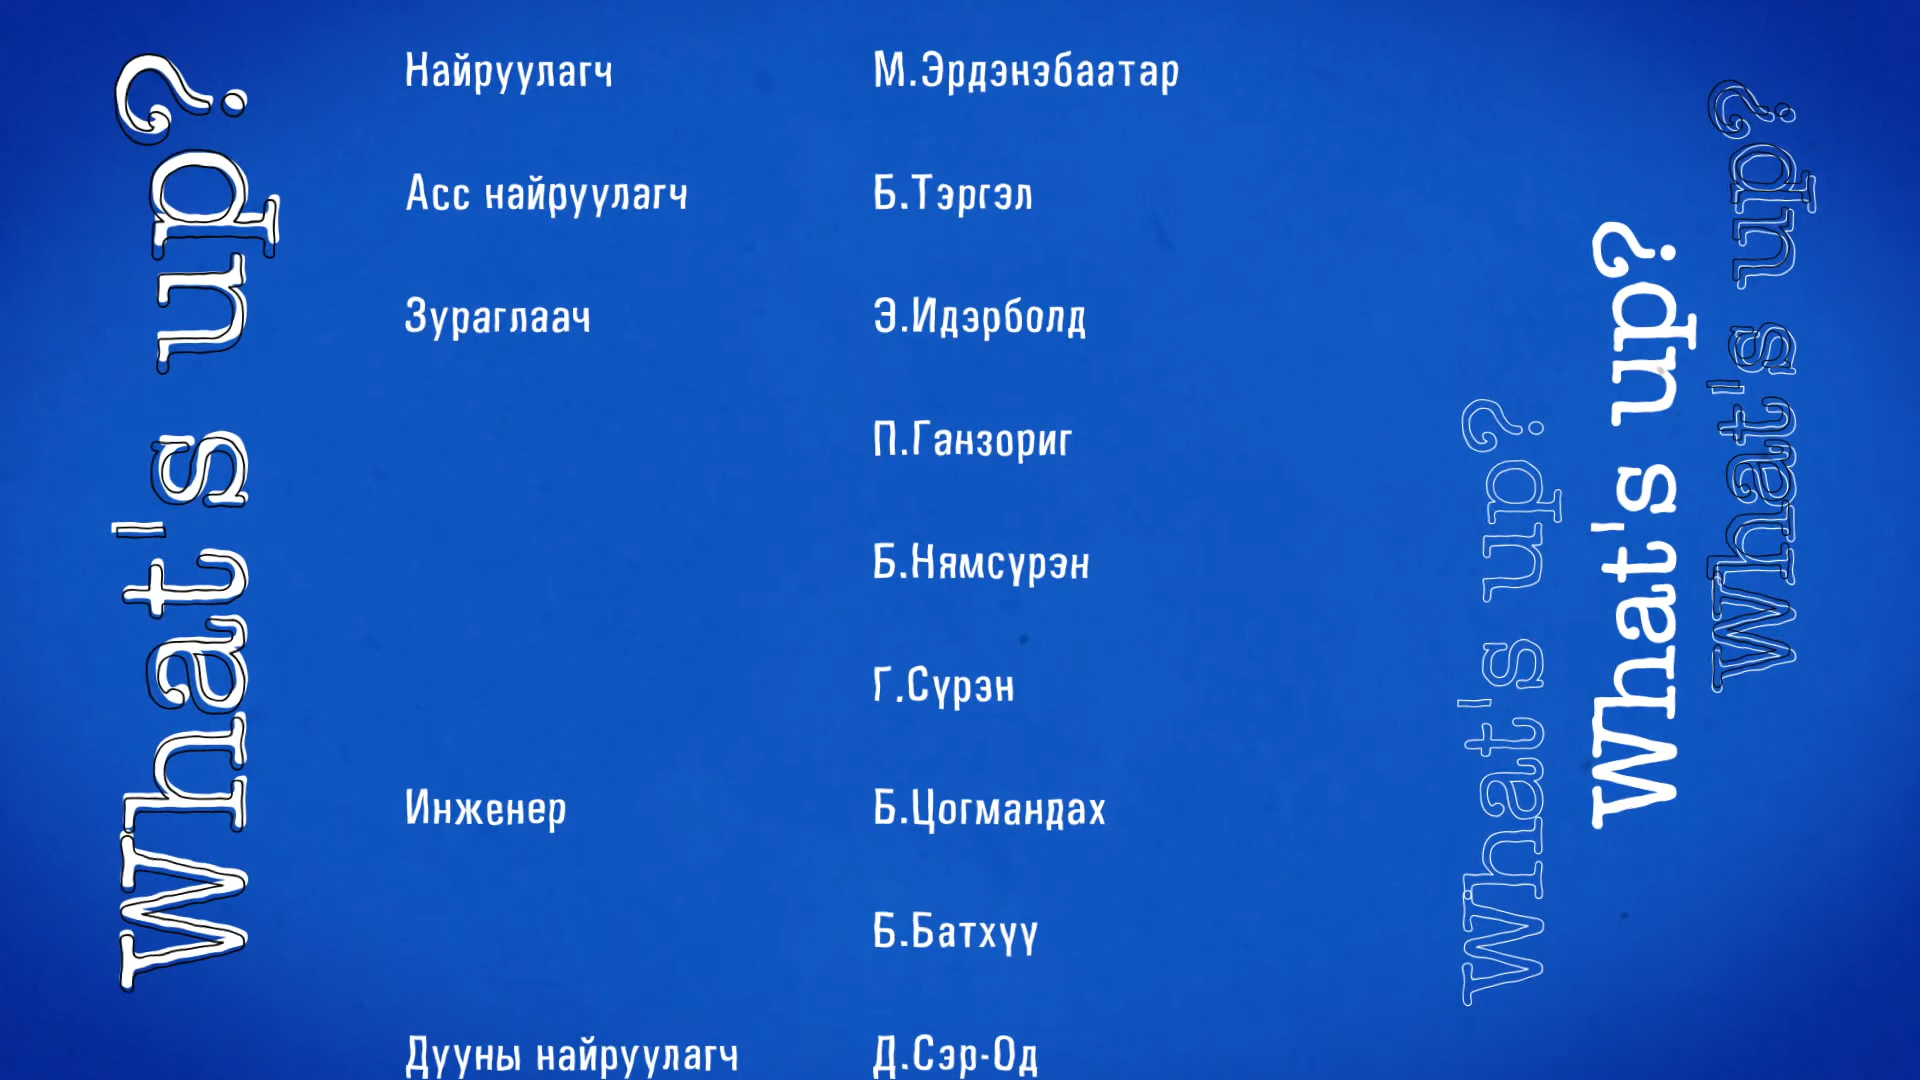 What's up?
Найруулагч М.Эрдэнэбаатар
Асс найруулагч Б.Тэргэл
Зураглаач Э.Идэрболд
П.Ганзориг
Б.Нямсүрэн
Г.Сүрэн
Инженер Б.Цогмандах
Б.Батхүү
Дууны найруулагч Д.Сэр-Од
What's up?
What's up?
What's up?